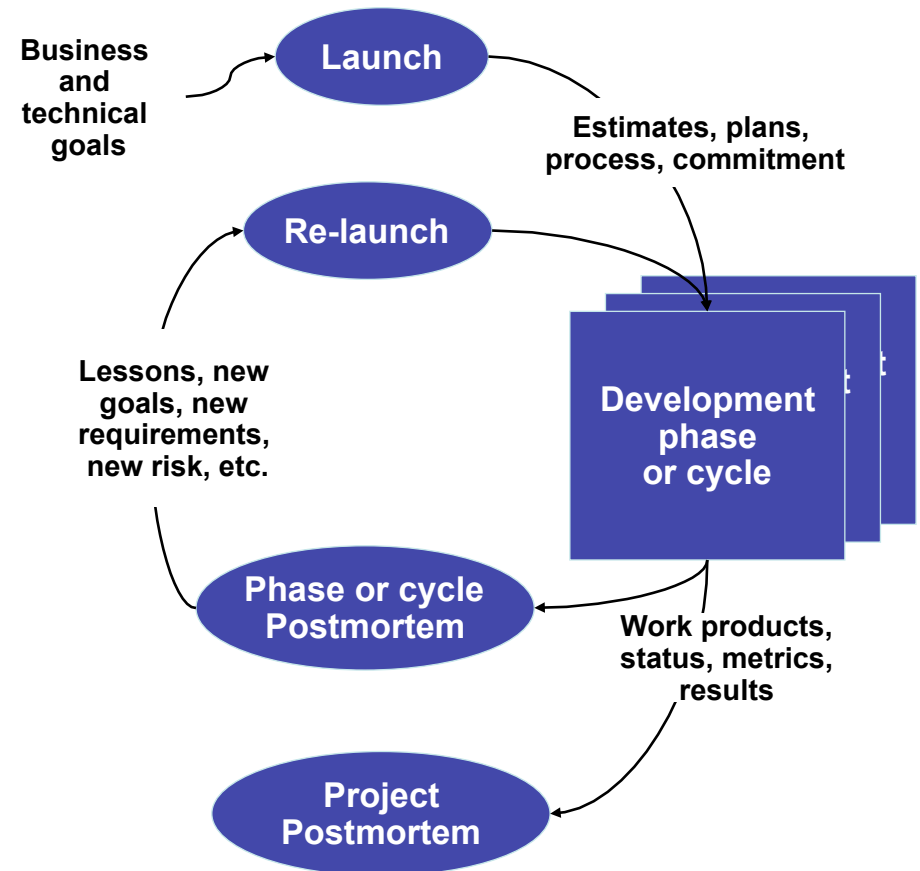 Business
and
technical
goals
Launch
Estimates, plans,
process, commitment
Re-launch
Lessons, new
goals, new
requirements,
new risk, etc.
Development
phase
or cycle
t
t
Phase or cycle
Postmortem
Work products,
status, metrics,
results
Project
Postmortem